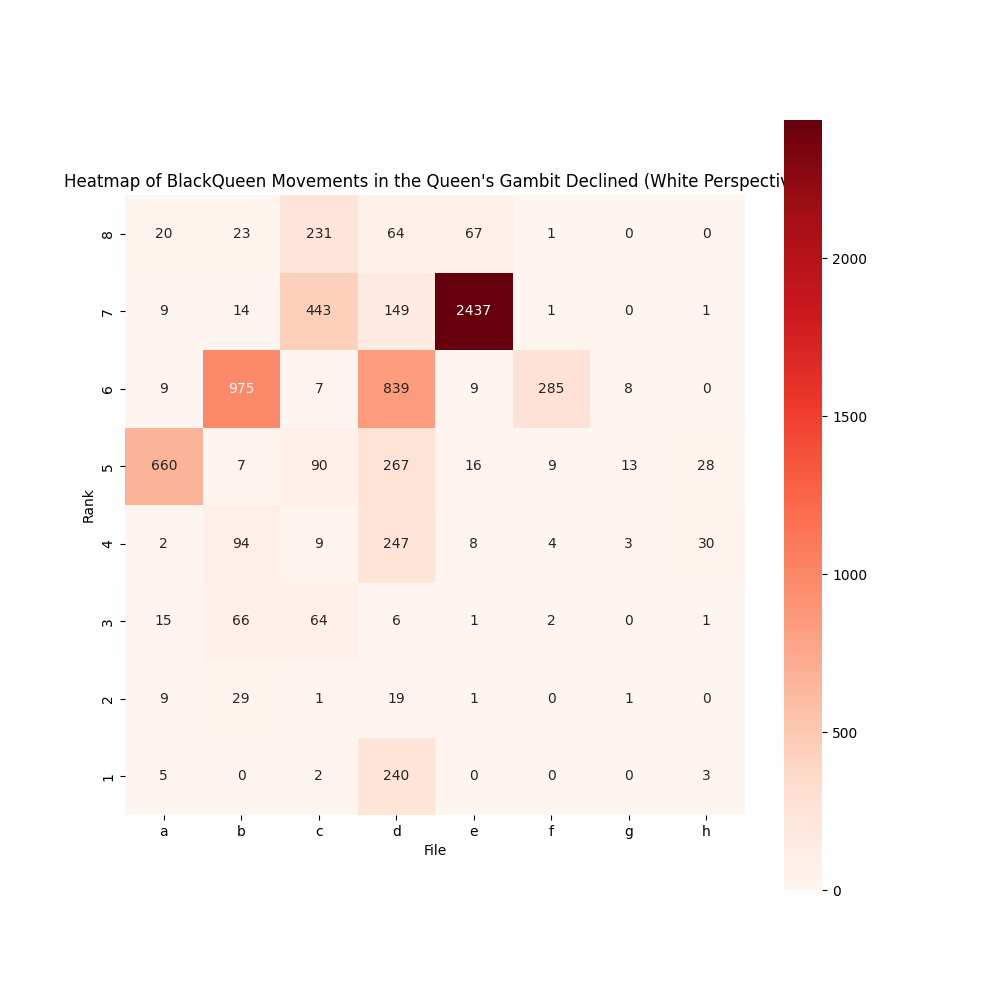 Heatmap of BlackQueen Movements in the Queen's Gambit Declined (White Perspectiv
8 20 23 231 64 67 1 0 0
7 9 14 443 149 2437 1 0 1
6 9 975 7 839 9 285 8 0
5 660 7 90 267 16 9 13 28
4 2 94 9 247 8 4 3 30
3 15 66 64 6 1 2 0 1
2 9 29 1 19 1 0 1 0
1 5 0 2 240 0 0 0 3
a b c d e f g h
Rank
File
2000
1500
1000
500
0